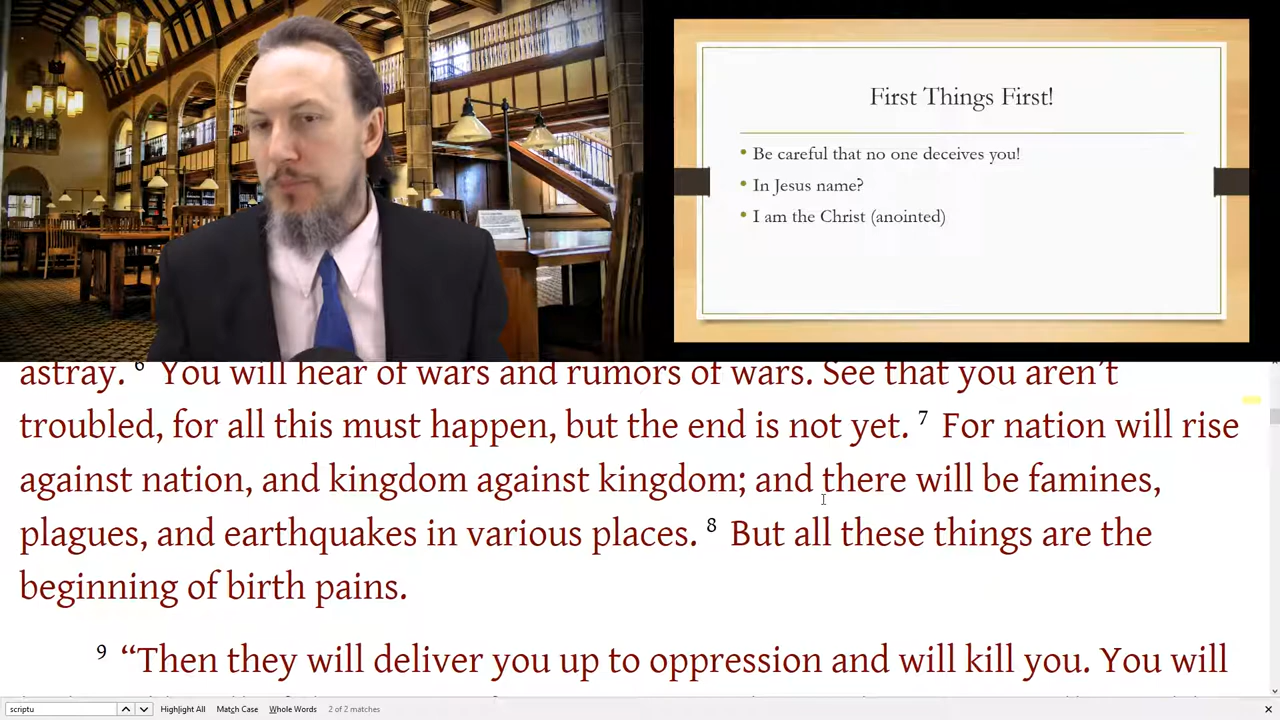 First Things First!
• Be careful that no one deceives you!
• In Jesus name?
• I am the Christ (anointed)
astray. 6 You will hear of wars and rumors of wars. See that you aren’t
troubled, for all this must happen, but the end is not yet. 7 For nation will rise
against nation, and kingdom against kingdom; and there will be famines,
plagues, and earthquakes in various places. 8 But all these things are the
beginning of birth pains.
9 “Then they will deliver you up to oppression and will kill you. You will
scriptu
Highlight All Match Case Whole Words 2 of 2 matches